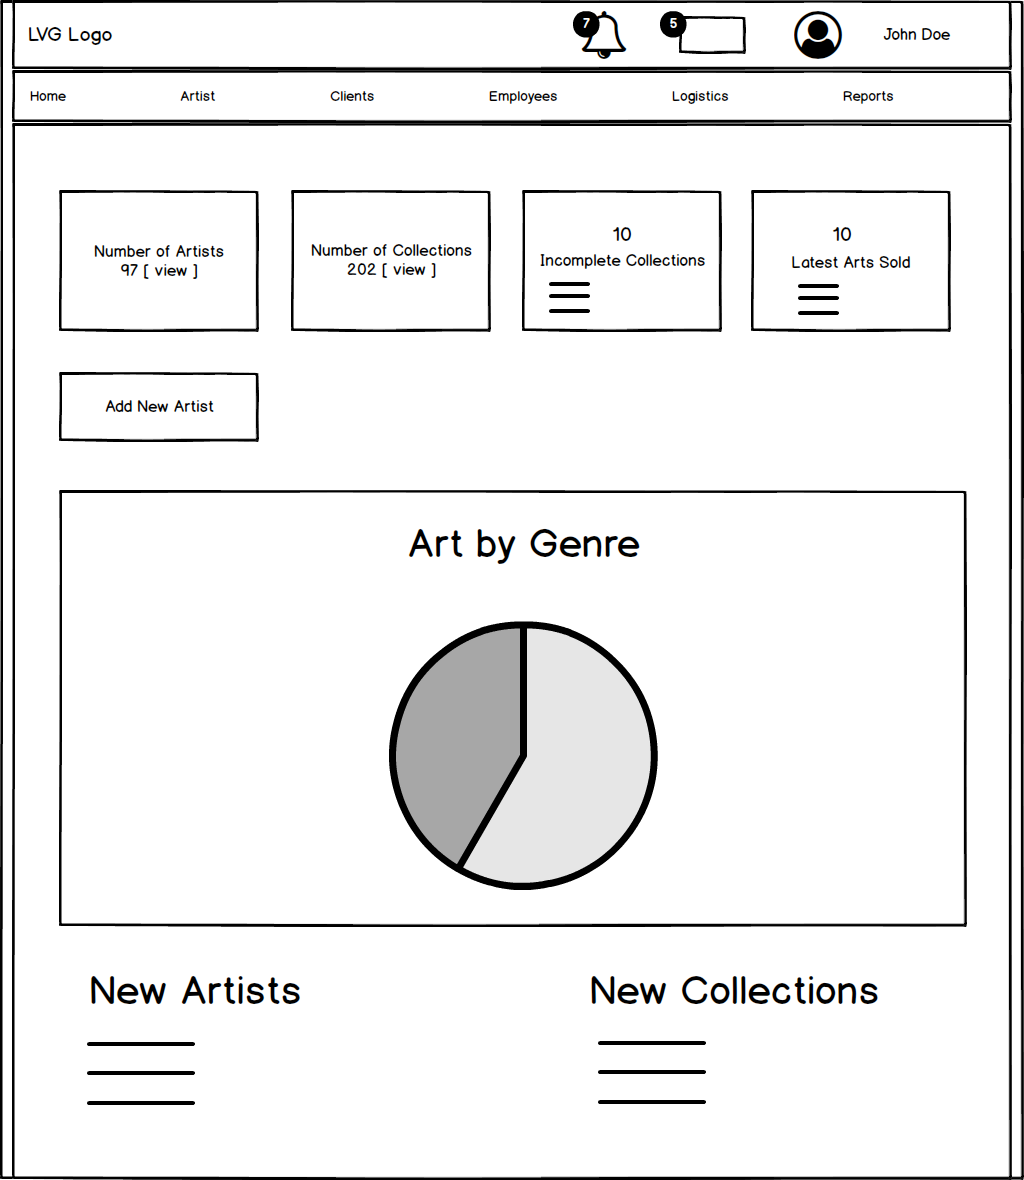 LVG Logo
7
5
John Doe
Home
Artist
Clients
Employees
Logistics
Reports
Number of Artists
97 [ view ]
Number of Collections
202 [ view ]
10
Incomplete Collections
10
Latest Arts Sold
Add New Artist
Art by Genre
New Artists
New Collections